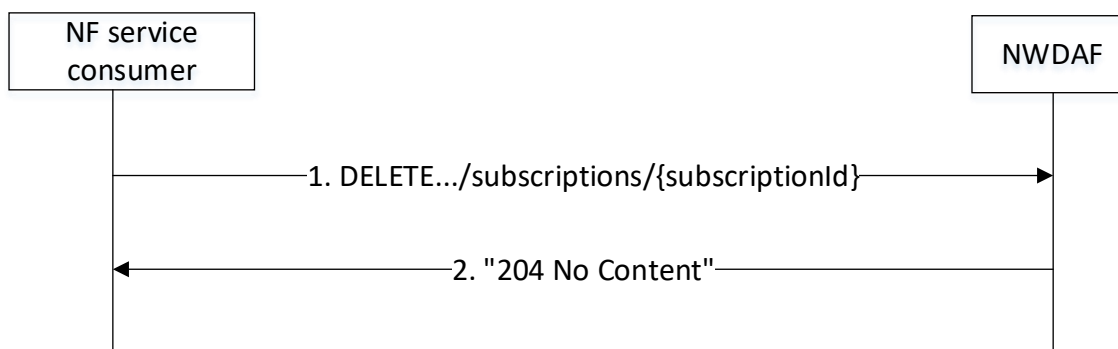 NF service
consumer
NWDAF
1. DELETE.../subscriptions/{subscriptionId}
2. "204 No Content"